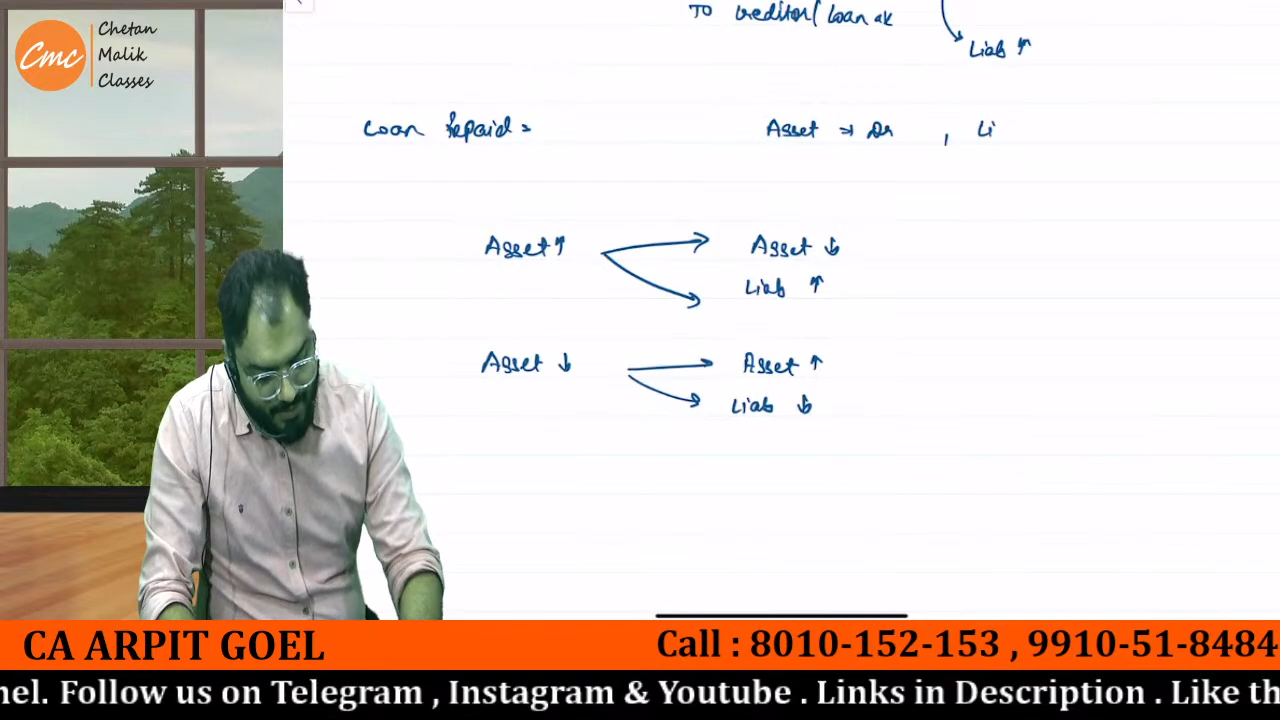 Chetan
Malik
Classes
cmc
To creditor/loan ac
Liab ↑
Loan Repaid =
Asset → Dr , Li
Asset ↑
Asset ↓
Liab ↑
Asset ↓
Asset ↑
Liab ↓
CA ARPIT GOEL
Call : 8010-152-153 , 9910-51-8484
nel. Follow us on Telegram , Instagram & Youtube . Links in Description . Like th